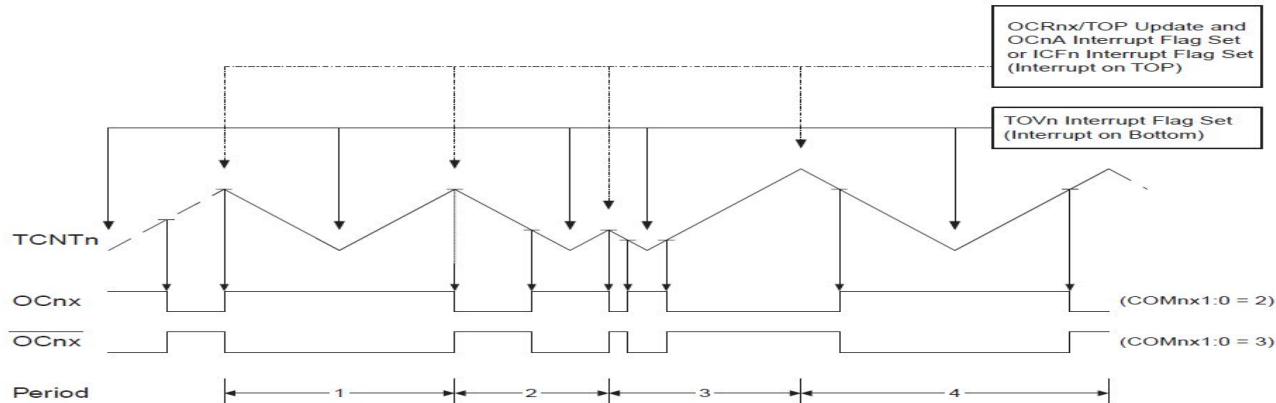 OCRnx/TOP Update and
OCnA Interrupt Flag Set
or ICFn Interrupt Flag Set
(Interrupt on TOP)
TOVn Interrupt Flag Set
(Interrupt on Bottom)
TCNTn
OCnx
(COMnx1:0 = 2)
OCnx
(COMnx1:0 = 3)
Period
1
2
3
4